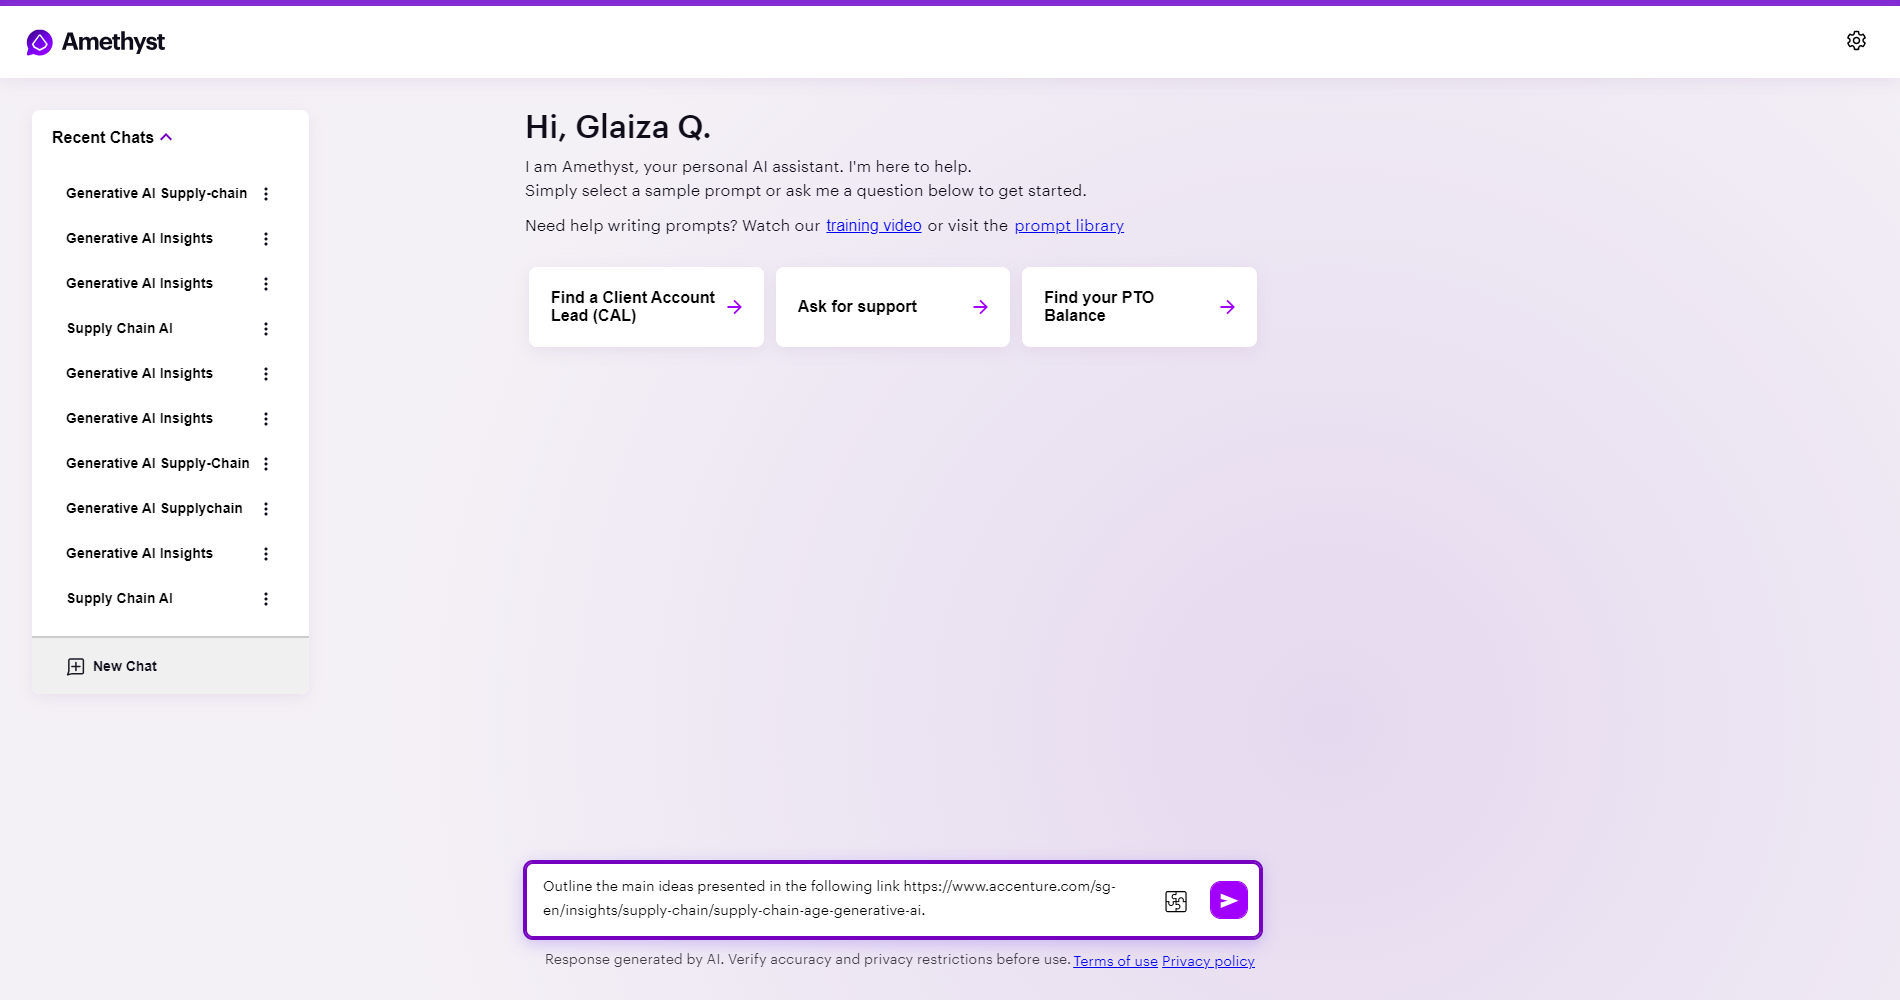 Amethyst
Recent Chats
Generative AI Supply-chain
Generative AI Insights
Generative AI Insights
Supply Chain AI
Generative AI Insights
Generative AI Insights
Generative AI Supply-Chain
Generative AI Supplychain
Generative AI Insights
Supply Chain AI
New Chat
Hi, Glaiza Q.
I am Amethyst, your personal AI assistant. I'm here to help.
Simply select a sample prompt or ask me a question below to get started.
Need help writing prompts? Watch our training video or visit the prompt library
Find a Client Account
Lead (CAL)
Ask for support
Find your PTO
Balance
Outline the main ideas presented in the following link https://www.accenture.com/sg-
en/insights/supply-chain/supply-chain-age-generative-ai.
Response generated by AI. Verify accuracy and privacy restrictions before use. Terms of use Privacy policy